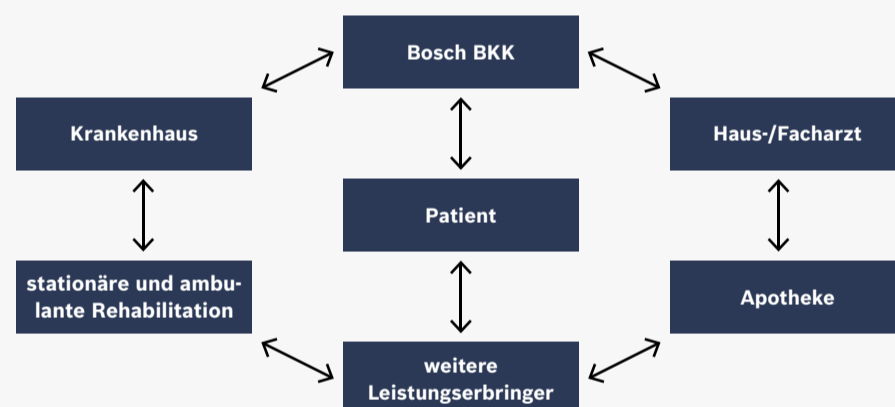 Bosch BKK
Krankenhaus
Haus-/Facharzt
Patient
stationäre und ambu-
lante Rehabilitation
Apotheke
weitere
Leistungserbringer